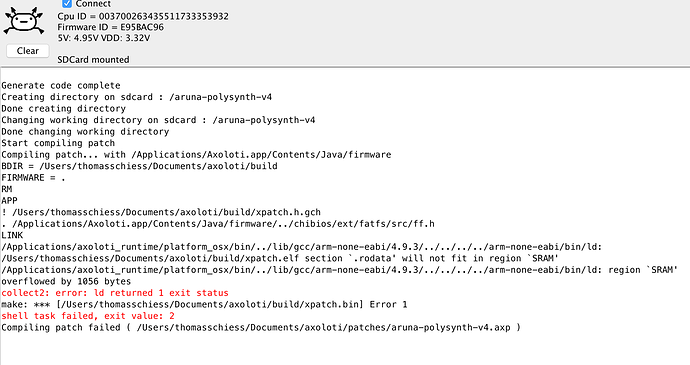 Connect
Cpu ID = 003700263435511733353932
Firmware ID = E95BAC96
5V: 4.95V VDD: 3.32V
Clear
SDCard mounted
Generate code complete
Creating directory on sdcard : /aruna-polysynth-v4
Done creating directory
Changing working directory on sdcard : /aruna-polysynth-v4
Done changing working directory
Start compiling patch
Compiling patch... with /Applications/Axoloti.app/Contents/Java/firmware
BDIR = /Users/thomasschiess/Documents/axoloti/build
FIRMWARE = .
RM
APP
! /Users/thomasschiess/Documents/axoloti/build/xpatch.h.gch
. /Applications/Axoloti.app/Contents/Java/firmware/../chibios/ext/fatfs/src/ff.h
LINK
/Applications/axoloti_runtime/platform_osx/bin/../lib/gcc/arm-none-eabi/4.9.3/../../../../arm-none-eabi/bin/ld:
/Users/thomasschiess/Documents/axoloti/build/xpatch.elf section `.rodata' will not fit in region `SRAM'
/Applications/axoloti_runtime/platform_osx/bin/../lib/gcc/arm-none-eabi/4.9.3/../../../../arm-none-eabi/bin/ld: region `SRAM'
overflowed by 1056 bytes
collect2: error: ld returned 1 exit status
make: *** [/Users/thomasschiess/Documents/axoloti/build/xpatch.bin] Error 1
shell task failed, exit value: 2
Compiling patch failed ( /Users/thomasschiess/Documents/axoloti/patches/aruna-polysynth-v4.axp )